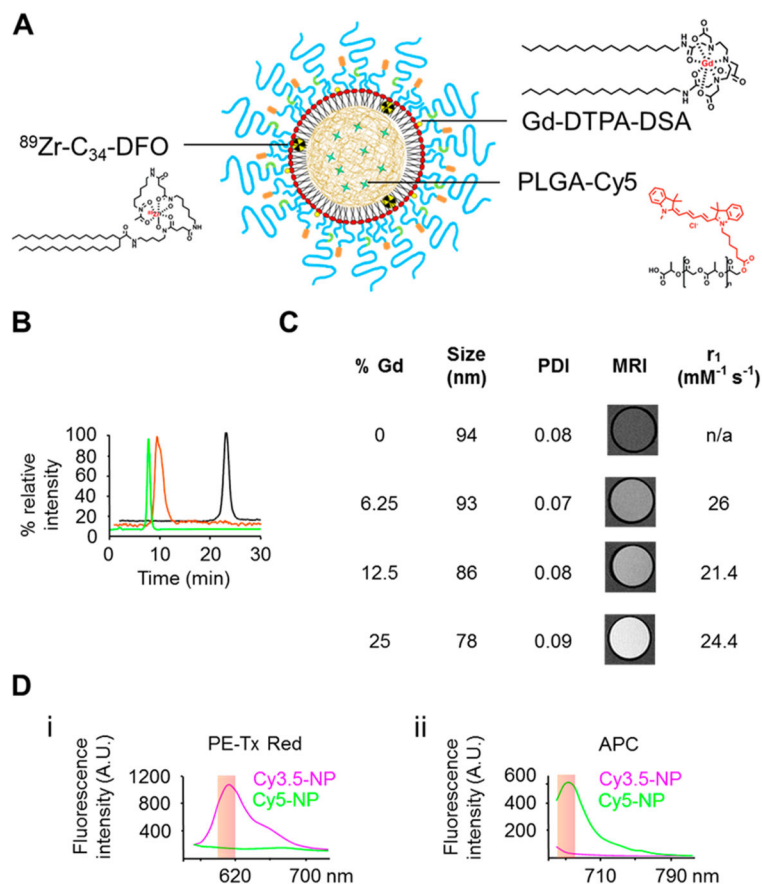 A
⁸⁹Zr-C₃₄-DFO
Gd-DTPA-DSA
PLGA-Cy5
B
% relative
intensity
100
80
60
40
20
0
0 10 20 30
Time (min)
C
% Gd Size (nm) PDI MRI r₁ (mM⁻¹ s⁻¹)
0 94 0.08 n/a
6.25 93 0.07 26
12.5 86 0.08 21.4
25 78 0.09 24.4
D
i
PE-Tx Red
Fluorescence
intensity (A.U.)
1200
800
400
Cy3.5-NP
Cy5-NP
620 700 nm
ii
APC
Fluorescence
intensity (A.U.)
600
400
200
Cy3.5-NP
Cy5-NP
710 790 nm